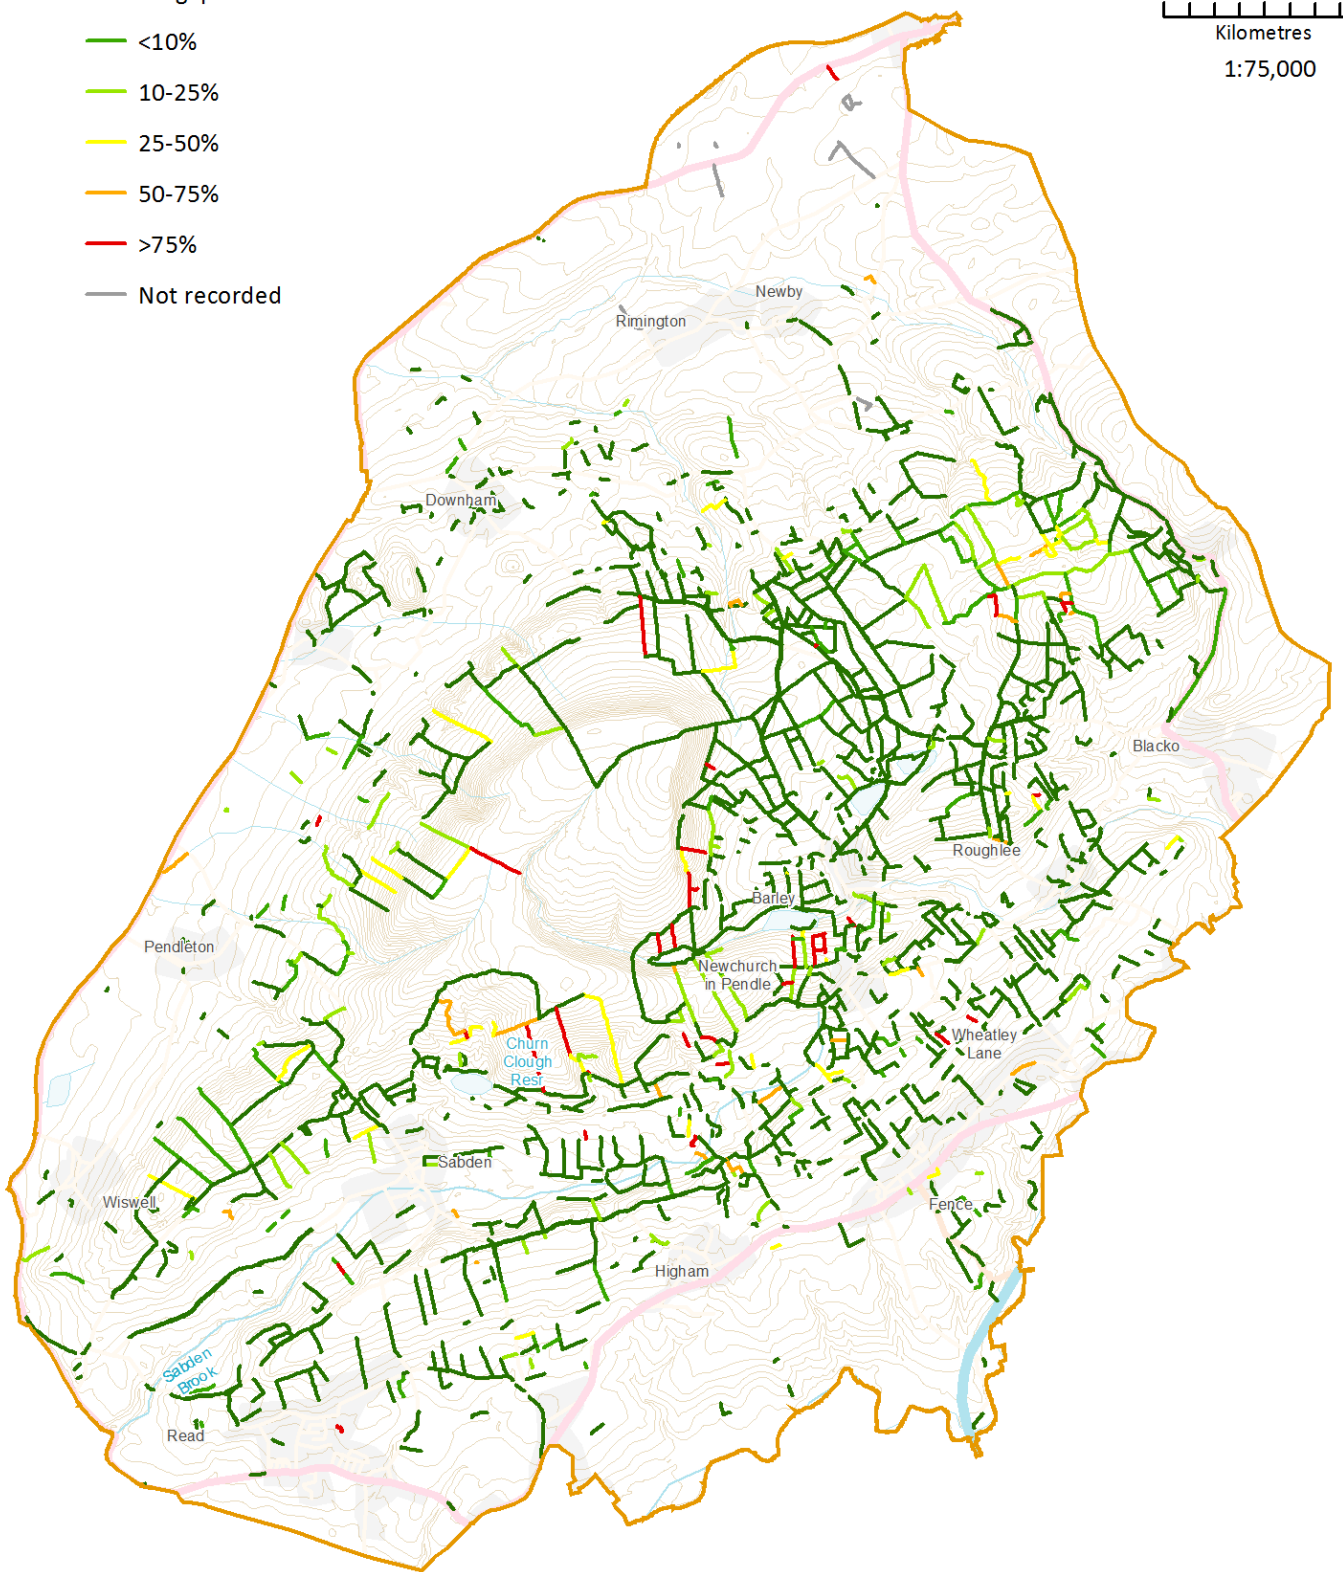 <10%
10-25%
25-50%
50-75%
>75%
Not recorded
Kilometres
1:75,000
Newby
Rimington
Downham
Blacko
Roughlee
Barley
Pendleton
Newchurch
in Pendle
Wheatley
Lane
Churn
Clough
Resr
Sabden
Wiswell
Fence
Higham
Sabden
Brook
Read